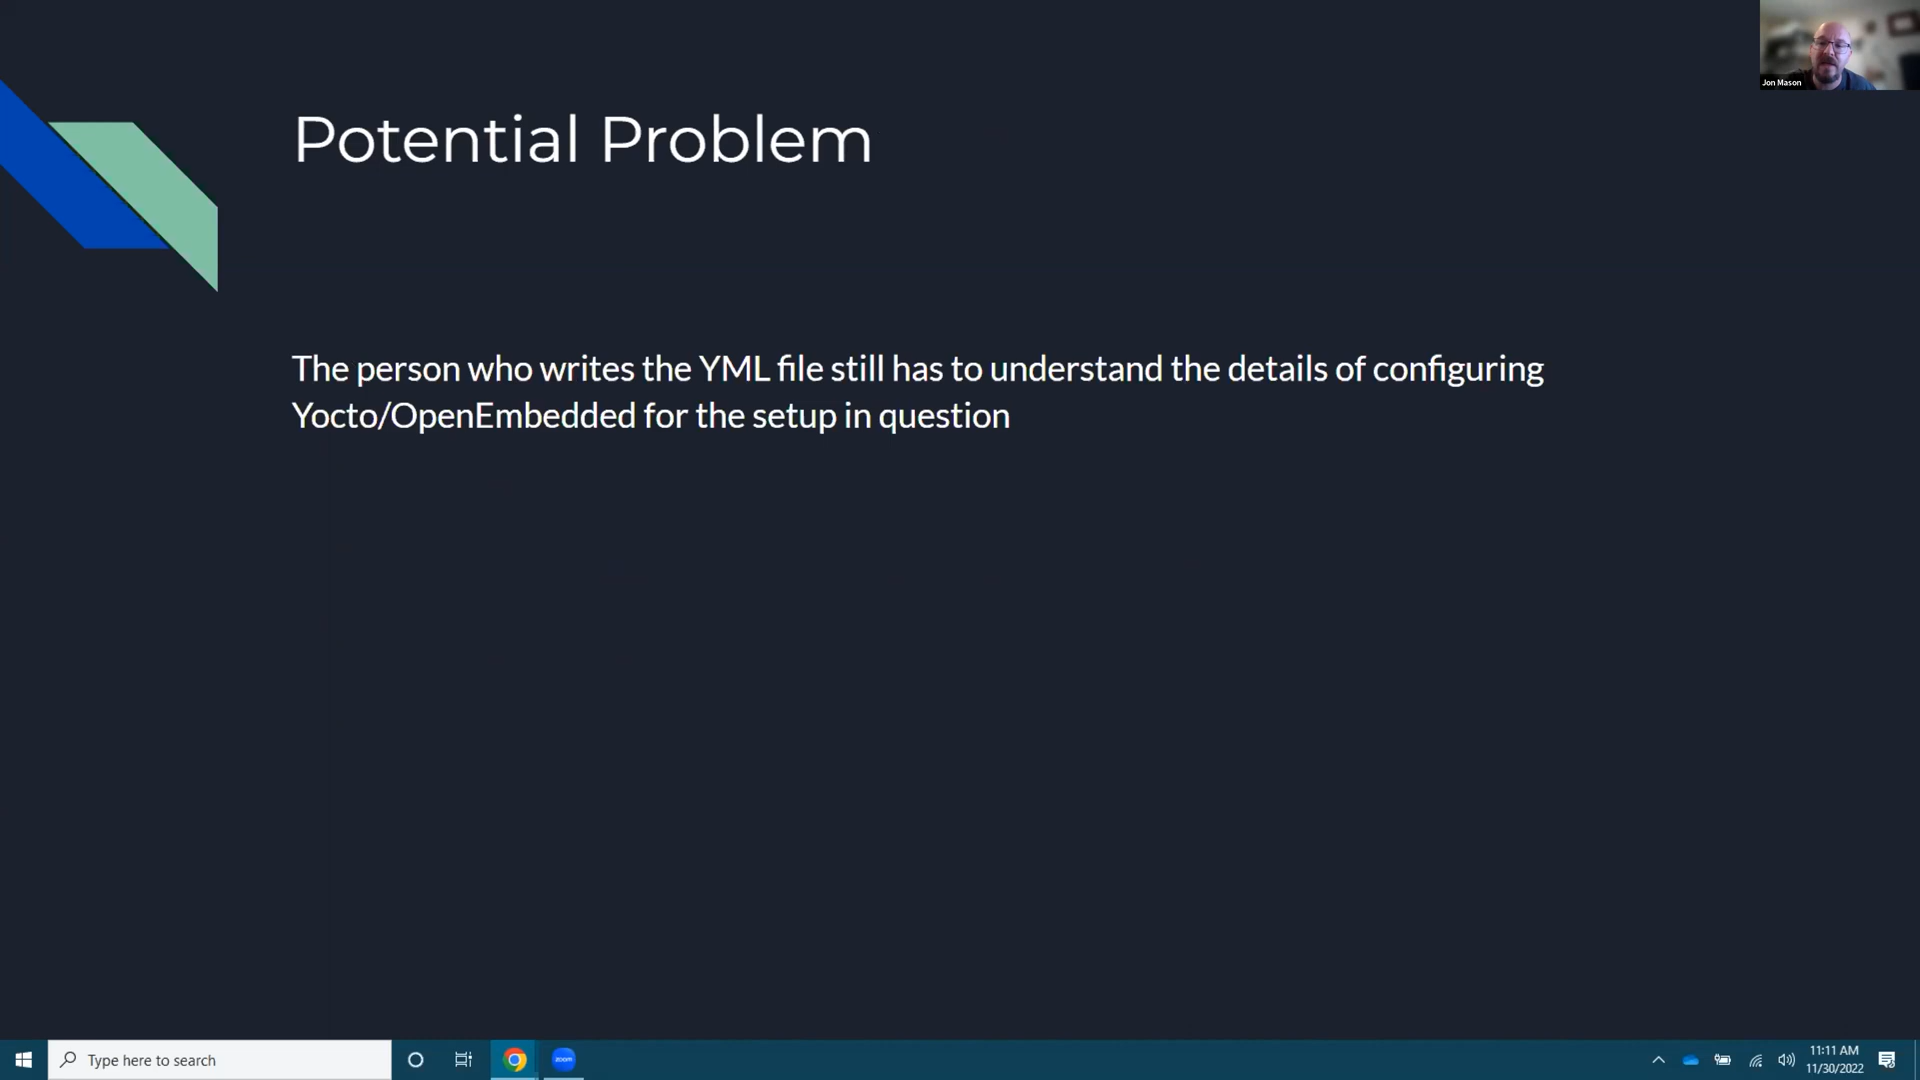 Jon Mason
Potential Problem
The person who writes the YML file still has to understand the details of configuring
Yocto/OpenEmbedded for the setup in question
Type here to search
zoom
11:11 AM
11/30/2022